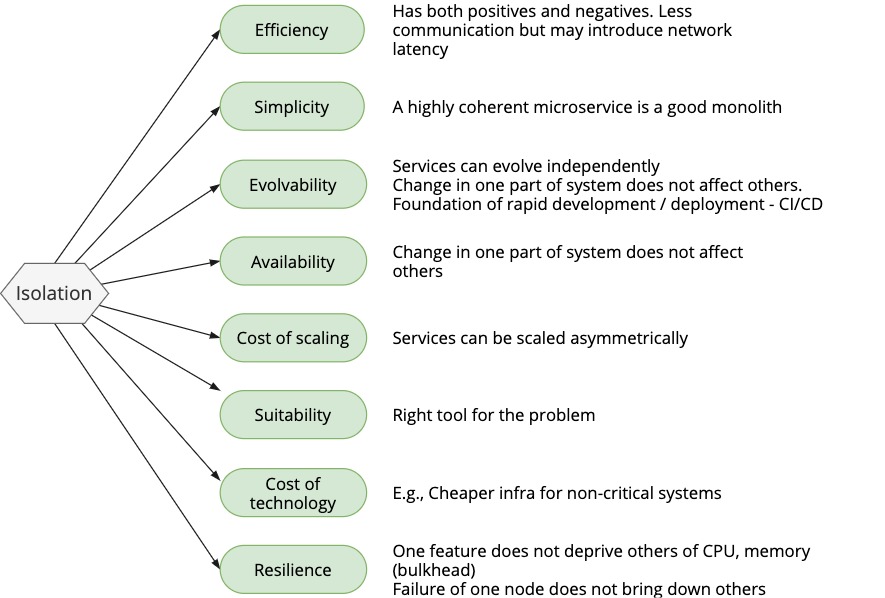 Efficiency
Has both positives and negatives. Less
communication but may introduce network
latency
Simplicity
A highly coherent microservice is a good monolith
Evolvability
Services can evolve independently
Change in one part of system does not affect others.
Foundation of rapid development / deployment - CI/CD
Availability
Change in one part of system does not affect
others
Isolation
Cost of scaling
Services can be scaled asymmetrically
Suitability
Right tool for the problem
Cost of
technology
E.g., Cheaper infra for non-critical systems
Resilience
One feature does not deprive others of CPU, memory
(bulkhead)
Failure of one node does not bring down others